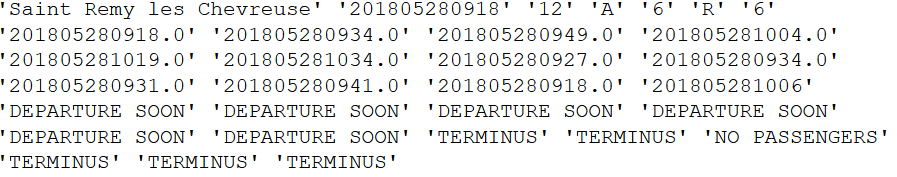 'Saint Remy les Chevreuse' '201805280918' '12' 'A' '6' 'R' '6'
'201805280918.0' '201805280934.0' '201805280949.0' '201805281004.0'
'201805281019.0' '201805281034.0' '201805280927.0' '201805280934.0'
'201805280931.0' '201805280941.0' '201805280918.0' '201805281006'
'DEPARTURE SOON' 'DEPARTURE SOON' 'DEPARTURE SOON' 'DEPARTURE SOON'
'DEPARTURE SOON' 'DEPARTURE SOON' 'TERMINUS' 'TERMINUS' 'NO PASSENGERS'
'TERMINUS' 'TERMINUS' 'TERMINUS'